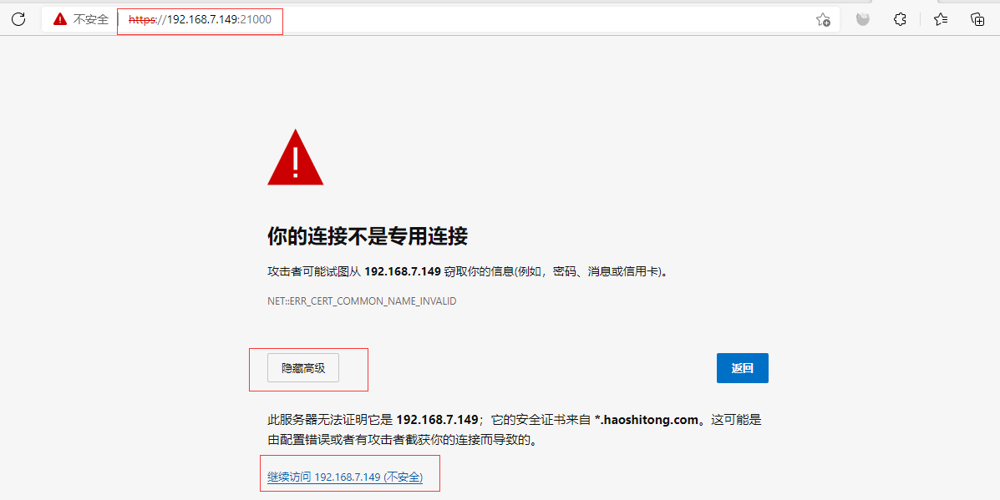 不安全 https://192.168.7.149:21000
你的连接不是专用连接
攻击者可能试图从 192.168.7.149 窃取你的信息(例如，密码、消息或信用卡)。
NET::ERR_CERT_COMMON_NAME_INVALID
隐藏高级 返回
此服务器无法证明它是 192.168.7.149；它的安全证书来自 *.haoshitong.com。这可能是
由配置错误或者有攻击者截获你的连接而导致的。
继续访问 192.168.7.149 (不安全)